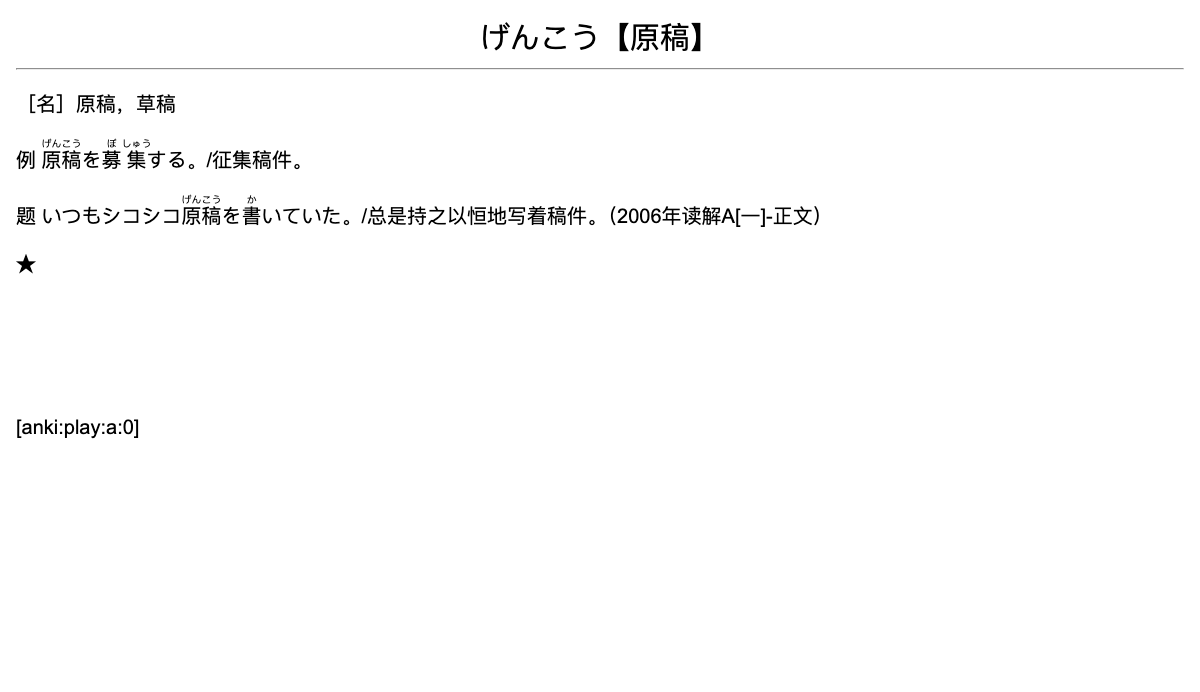 げんこう【原稿】
［名］原稿，草稿
例 原稿を募集する。/征集稿件。
げんこう ぼ しゅう
题 いつもシコシコ原稿を書いていた。/总是持之以恒地写着稿件。（2006年读解A[一]-正文）
げんこう か
★
[anki:play:a:0]